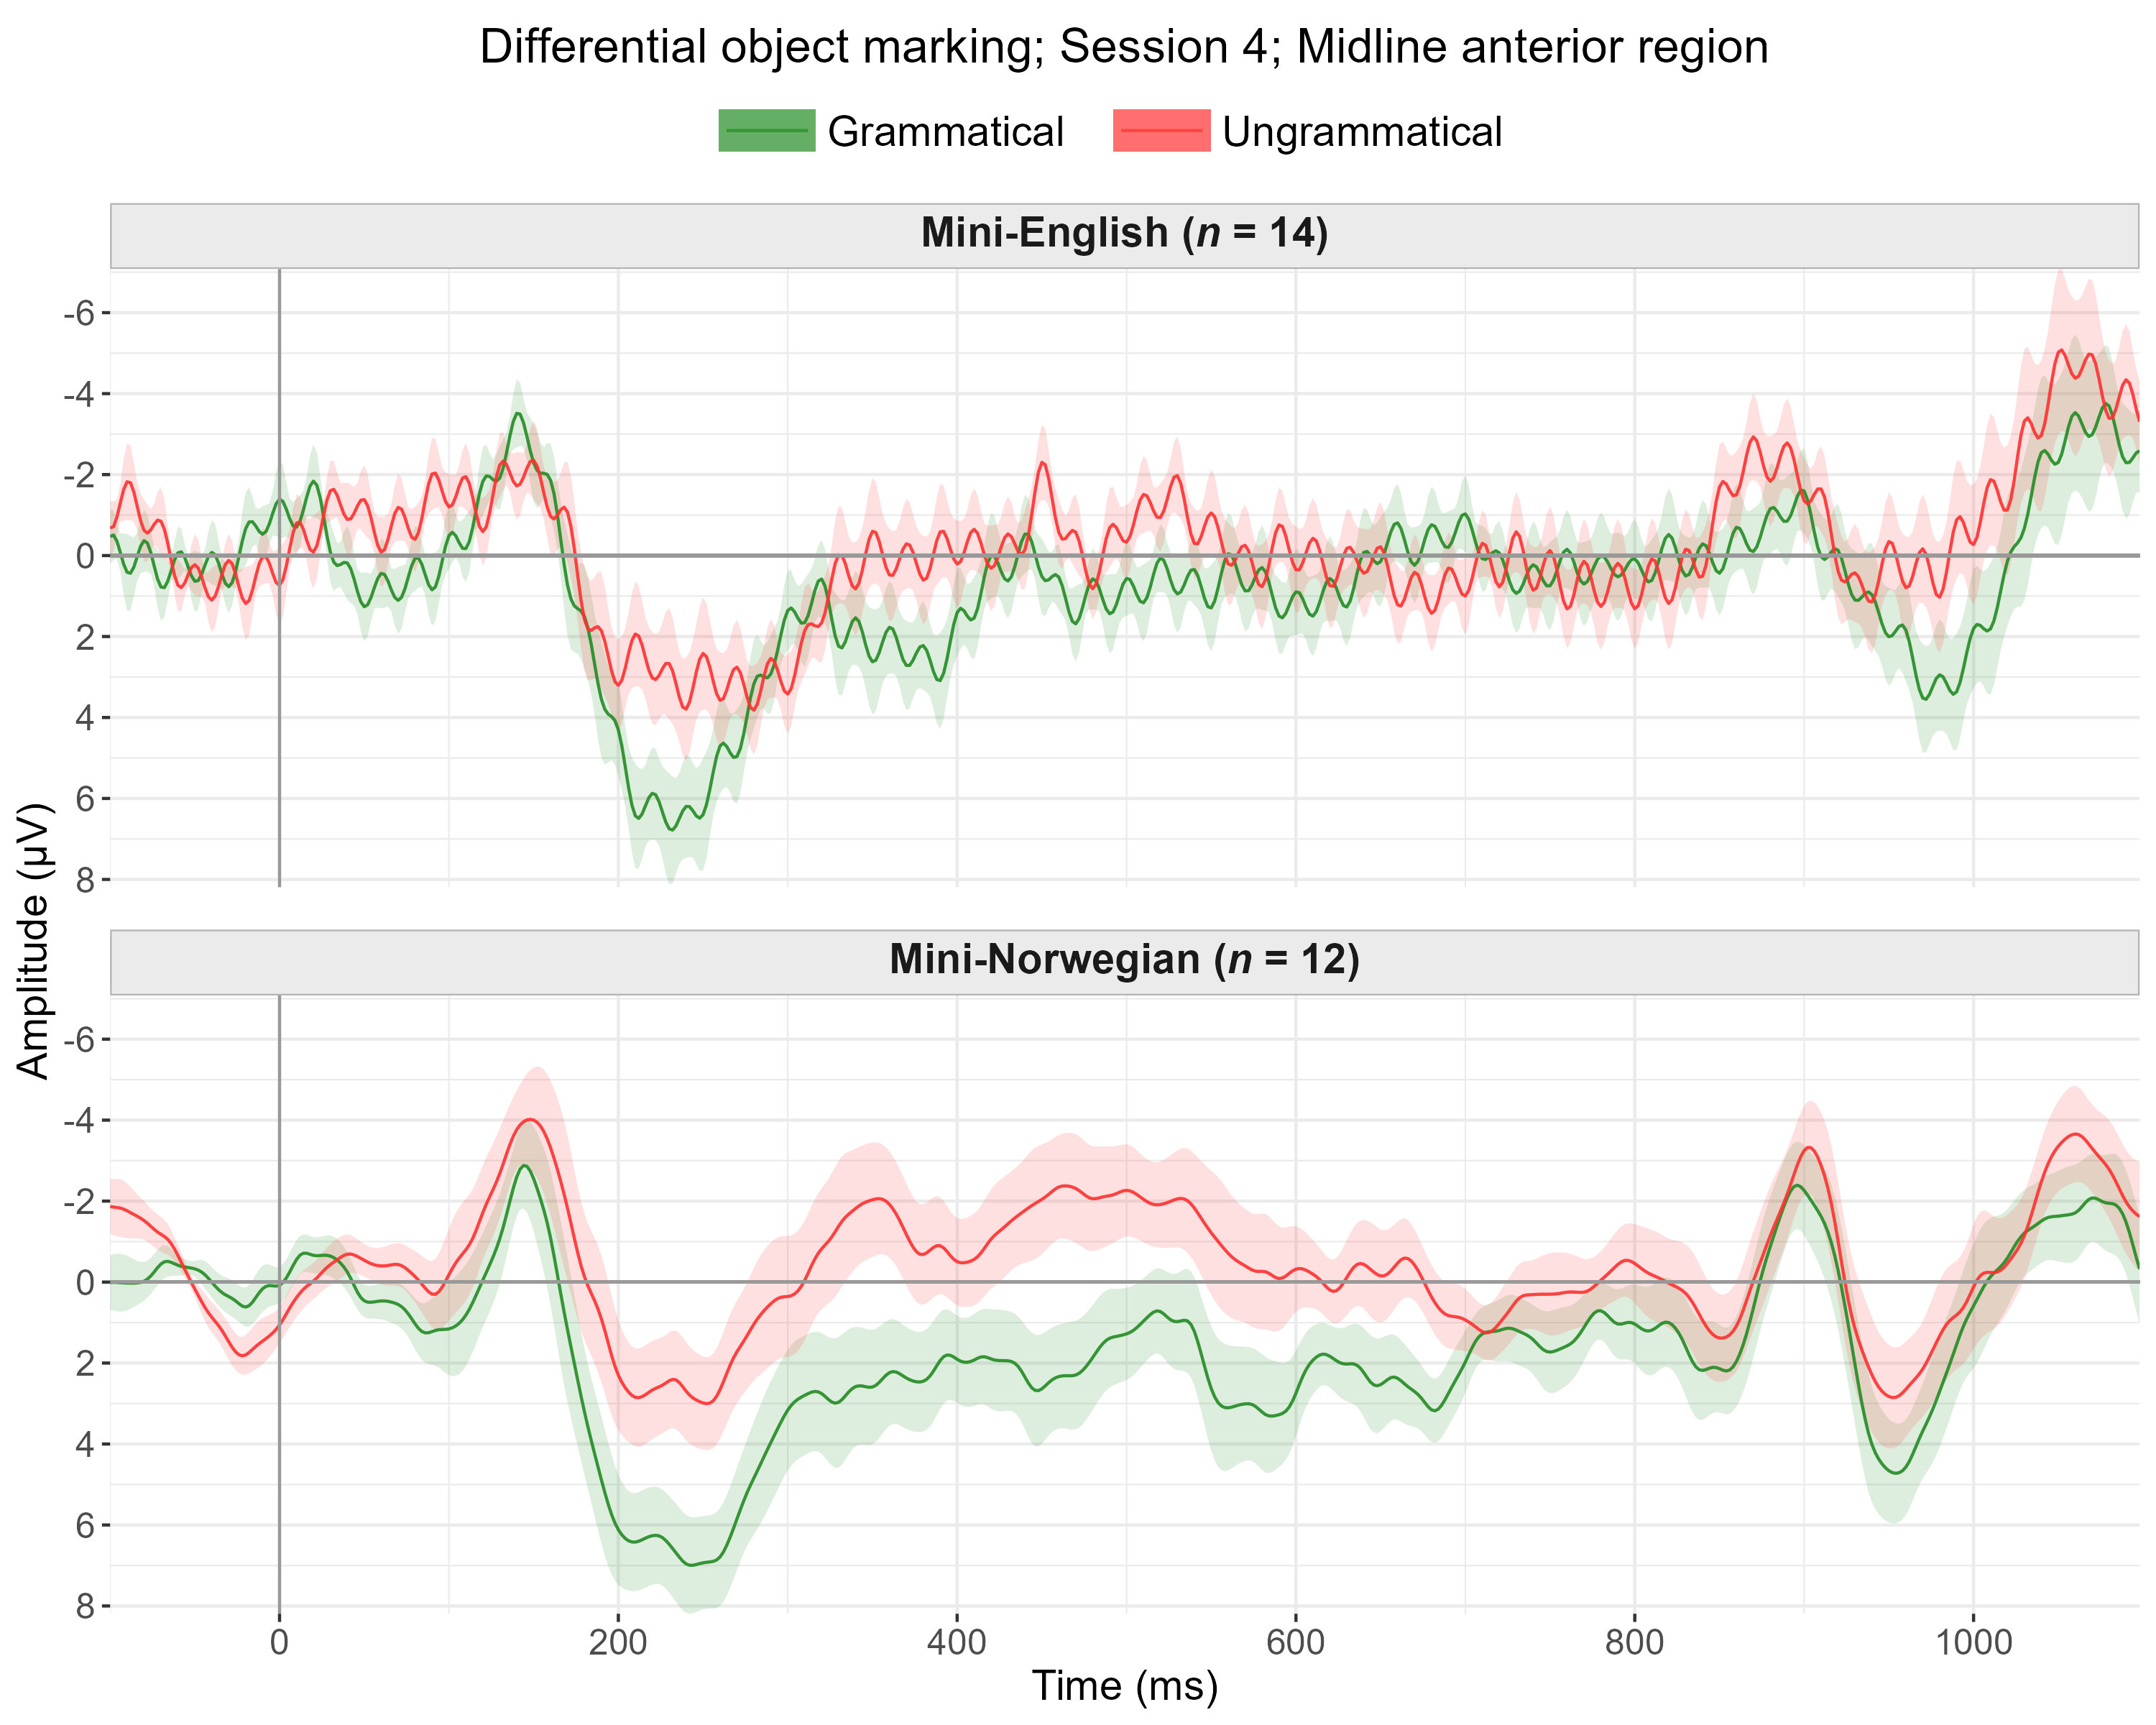 Differential object marking; Session 4; Midline anterior region
Grammatical Ungrammatical
Mini-English (n = 14)
-6
-4
-2
0
2
4
6
8
Amplitude (µV)
Mini-Norwegian (n = 12)
-6
-4
-2
0
2
4
6
8
0 200 400 600 800 1000
Time (ms)